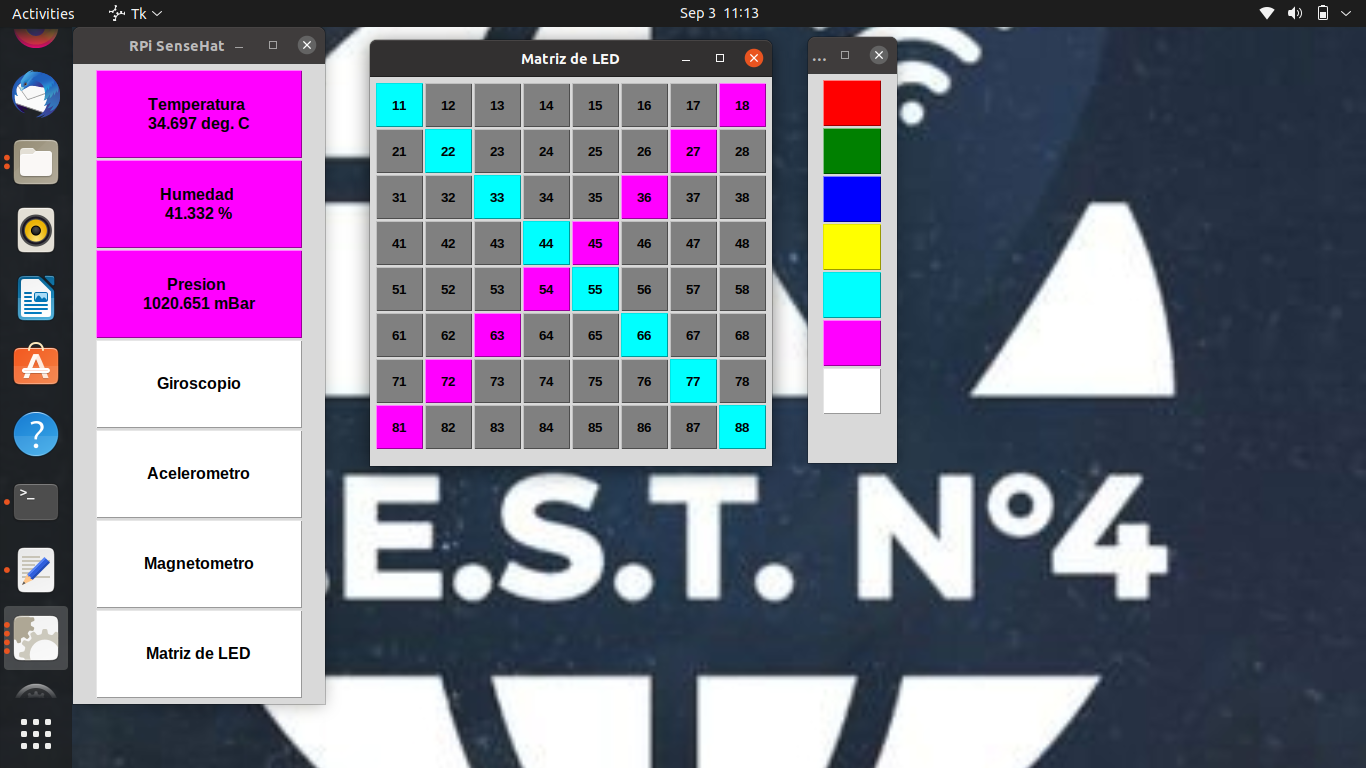 Activities
Tk
Sep 3 11:13
RPi SenseHat
Temperatura
34.697 deg. C
Humedad
41.332 %
Presion
1020.651 mBar
Giroscopio
Acelerometro
Magnetometro
Matriz de LED
Matriz de LED
11 12 13 14 15 16 17 18
21 22 23 24 25 26 27 28
31 32 33 34 35 36 37 38
41 42 43 44 45 46 47 48
51 52 53 54 55 56 57 58
61 62 63 64 65 66 67 68
71 72 73 74 75 76 77 78
81 82 83 84 85 86 87 88
...
.E.S.T. Nº4